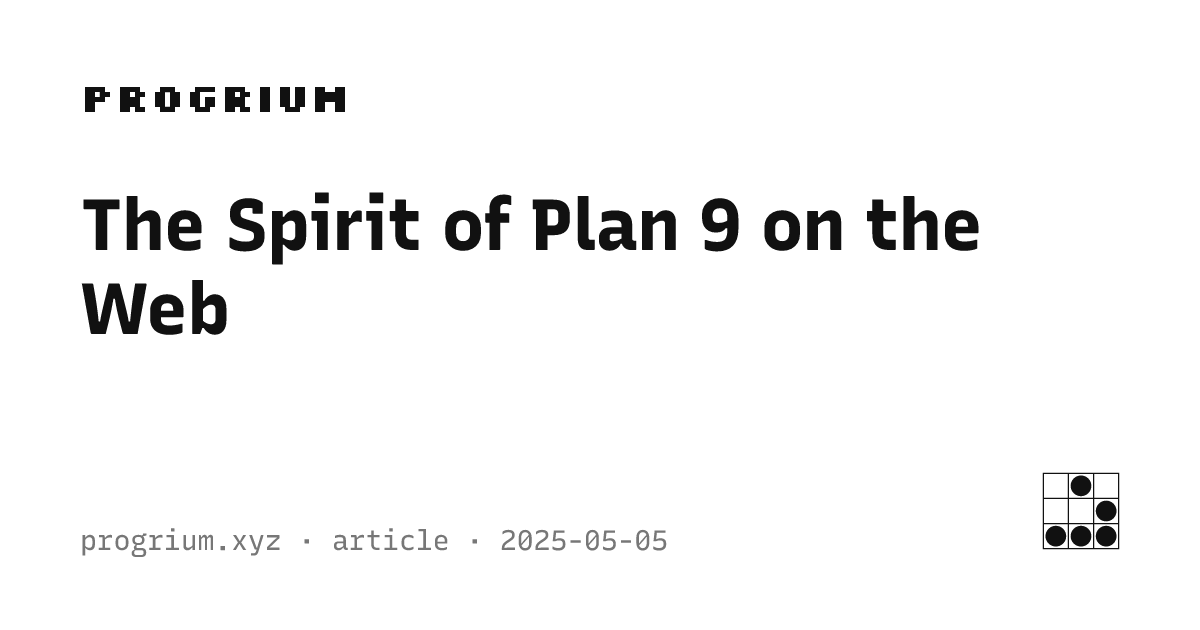 PROGRIUM
The Spirit of Plan 9 on the
Web
progrium.xyz · article · 2025-05-05